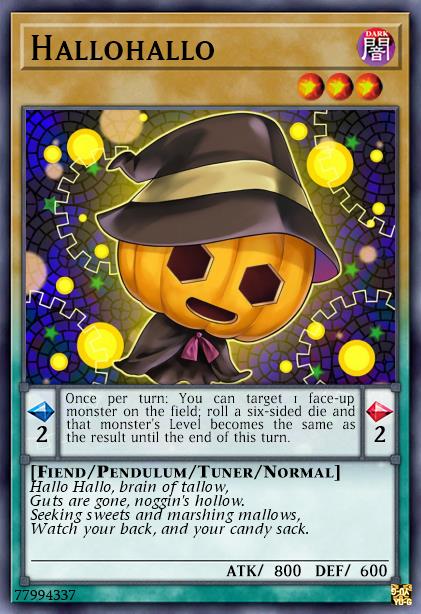 Hallohallo
DARK
闇
Once per turn: You can target 1 face-up
monster on the field; roll a six-sided die and
that monster's Level becomes the same as
the result until the end of this turn.
2
2
[Fiend/Pendulum/Tuner/Normal]
Hallo Hallo, brain of tallow,
Guts are gone, noggin's hollow.
Seeking sweets and marshing mallows,
Watch your back, and your candy sack.
ATK/ 800 DEF/ 600
77994337